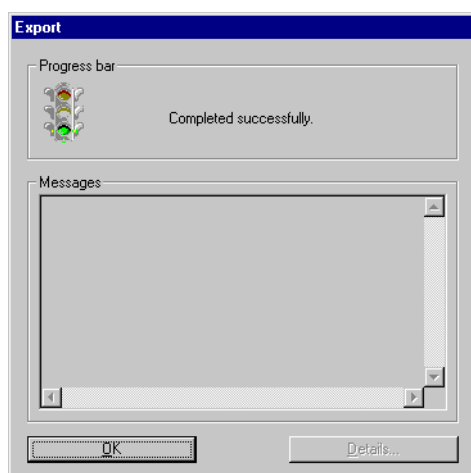 Export
Progress bar
Completed successfully.
Messages
OK
Details...